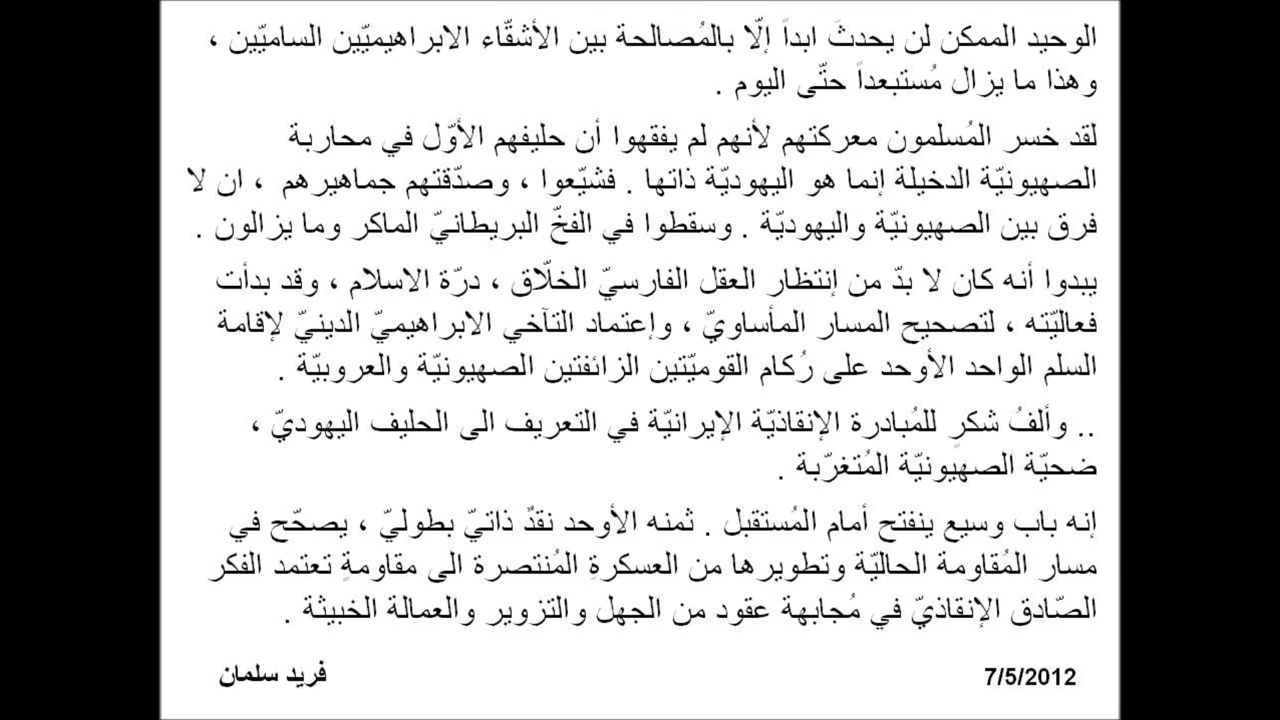 الوحيد الممكن لن يحدثَ ابداً إلّا بالمُصالحة بين الأشقّاء الابراهيميّين الساميّين ،
وهذا ما يزال مُستبعداً حتّى اليوم .
لقد خسر المُسلمون معركتهم لأنهم لم يفقهوا أن حليفهم الأوّل في محاربة
الصهيونيّة الدخيلة إنما هو اليهوديّة ذاتها . فشيّعوا ، وصدّقتهم جماهيرهم ، ان لا
فرق بين الصهيونيّة واليهوديّة . وسقطوا في الفخّ البريطانيّ الماكر وما يزالون .
يبدوا أنه كان لا بدّ من إنتظار العقل الفارسيّ الخلّاق ، درّة الاسلام ، وقد بدأت
فعاليّته ، لتصحيح المسار المأساويّ ، وإعتماد التآخي الابراهيميّ الدينيّ لإقامة
السلم الواحد الأوحد على رُكام القوميّتين الزائفتين الصهيونيّة والعروبيّة .
.. وألفُ شكرٍ للمُبادرة الإنقاذيّة الإيرانيّة في التعريف الى الحليف اليهوديّ ،
ضحيّة الصهيونيّة المُتغرّبة .
إنه باب وسيع ينفتح أمام المُستقبل . ثمنه الأوحد نقدٌ ذاتيّ بطوليّ ، يصحّح في
مسار المُقاومة الحاليّة وتطويرها من العسكرةِ المُنتصرة الى مقاومةٍ تعتمد الفكر
الصّادق الإنقاذيّ في مُجابهة عقود من الجهل والتزوير والعمالة الخبيثة .
7/5/2012 فريد سلمان